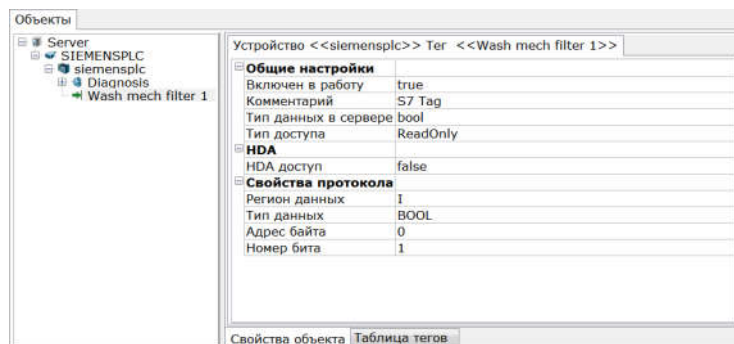 Объекты
Server
SIEMENSPLC
siemensplc
Diagnosis
Wash mech filter 1
Устройство <<siemensplc>> Тег <<Wash mech filter 1>>
Общие настройки
Включен в работу true
Комментарий S7 Tag
Тип данных в сервере bool
Тип доступа ReadOnly
HDA
HDA доступ false
Свойства протокола
Регион данных I
Тип данных BOOL
Адрес байта 0
Номер бита 1
Свойства объекта Таблица тегов